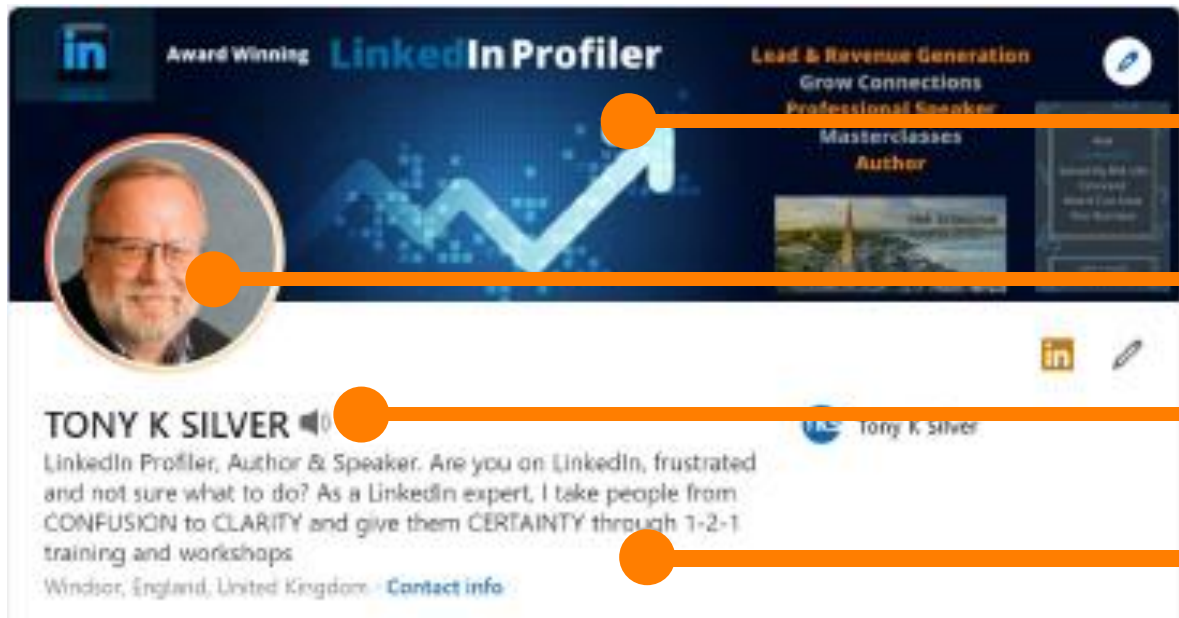 in
Award Winning LinkedIn Profiler
Lead & Revenue Generation
Grow Connections
Professional Speaker
Masterclasses
Author
in
TONY K SILVER
Tony K Silver
LinkedIn Profiler, Author & Speaker. Are you on LinkedIn, frustrated
and not sure what to do? As a LinkedIn expert, I take people from
CONFUSION to CLARITY and give them CERTAINTY through 1-2-1
training and workshops
Windsor, England, United Kingdom · Contact info